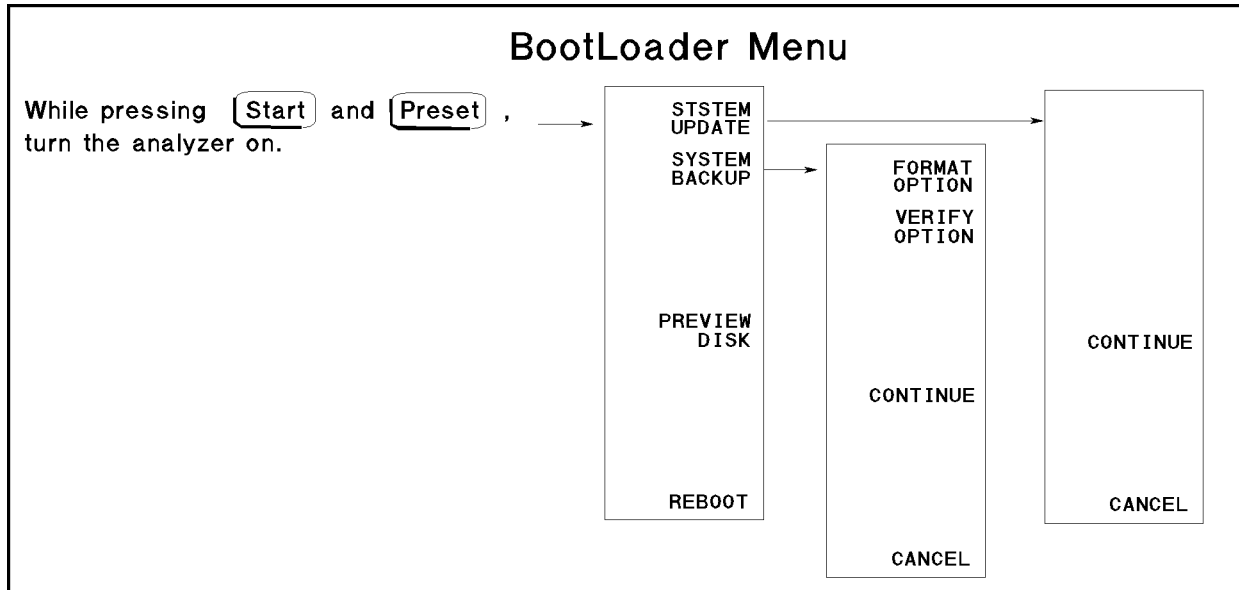 BootLoader Menu
While pressing Start and Preset ,
turn the analyzer on.
STSTEM
UPDATE
SYSTEM
BACKUP
PREVIEW
DISK
REBOOT
FORMAT
OPTION
VERIFY
OPTION
CONTINUE
CANCEL
CONTINUE
CANCEL